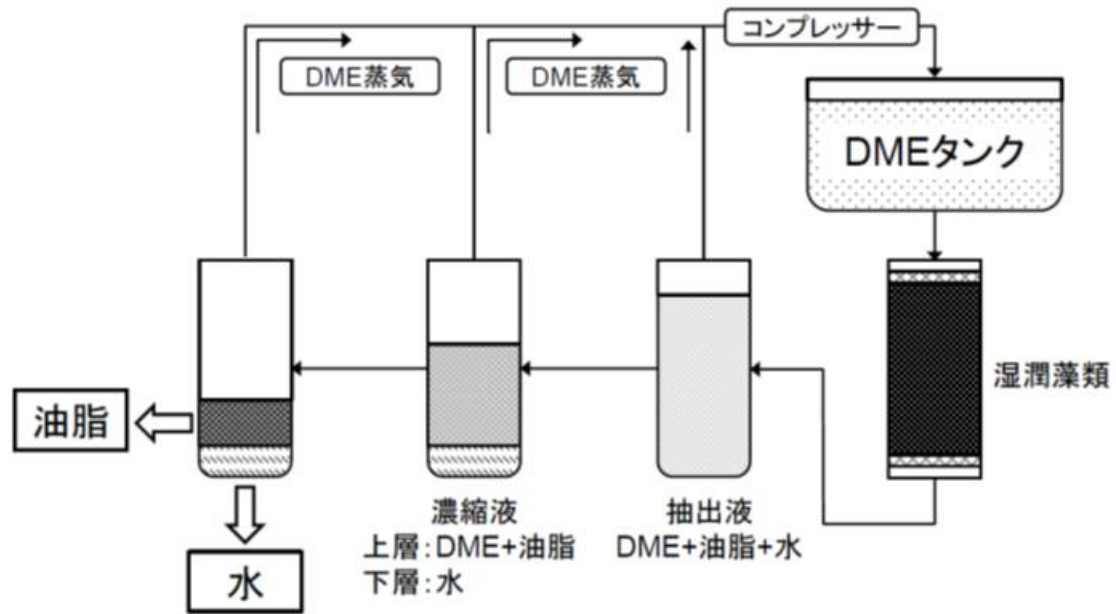 コンプレッサー
DME蒸気
DME蒸気
DMEタンク
湿潤藻類
油脂
濃縮液
上層:DME+油脂
下層:水
抽出液
DME+油脂+水
水